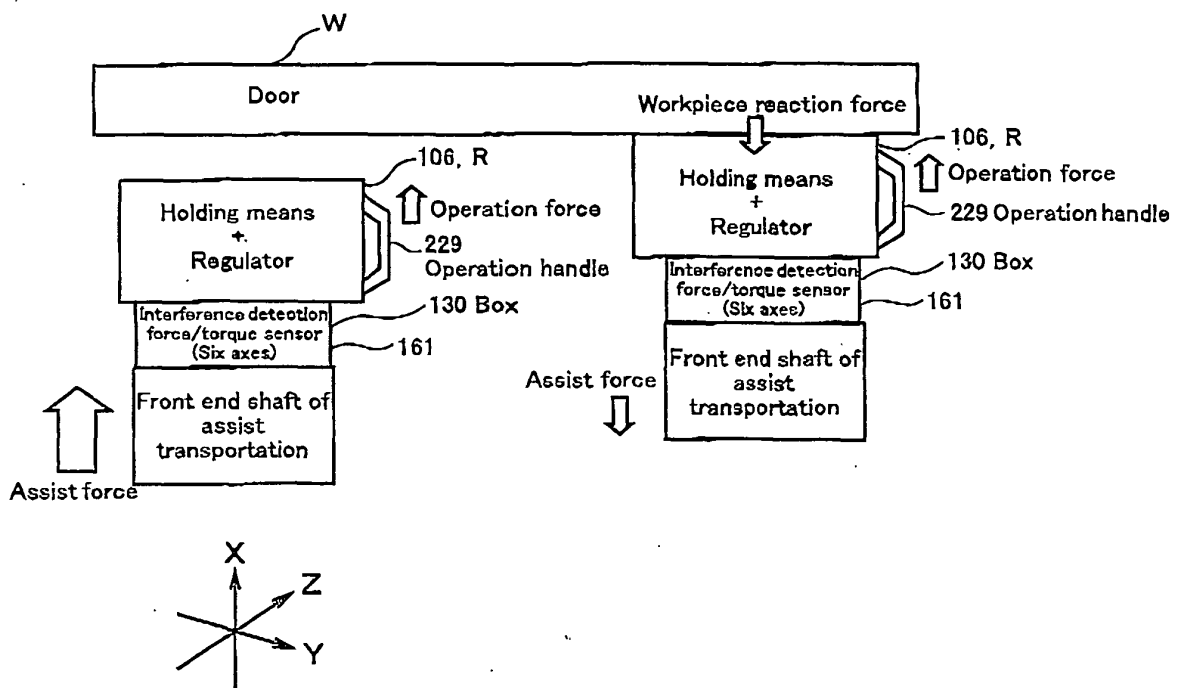 W
Door
Workpiece reaction force
106, R
Holding means
+
Regulator
Operation force
229
Operation handle
Interference detection
force/torque sensor
(Six axes)
130 Box
161
Front end shaft of
assist
transportation
Assist force
106, R
Holding means
+
Regulator
Operation force
229 Operation handle
Interference detection
force/torque sensor
(Six axes)
130 Box
161
Front end shaft of
assist
transportation
Assist force
X
Z
Y